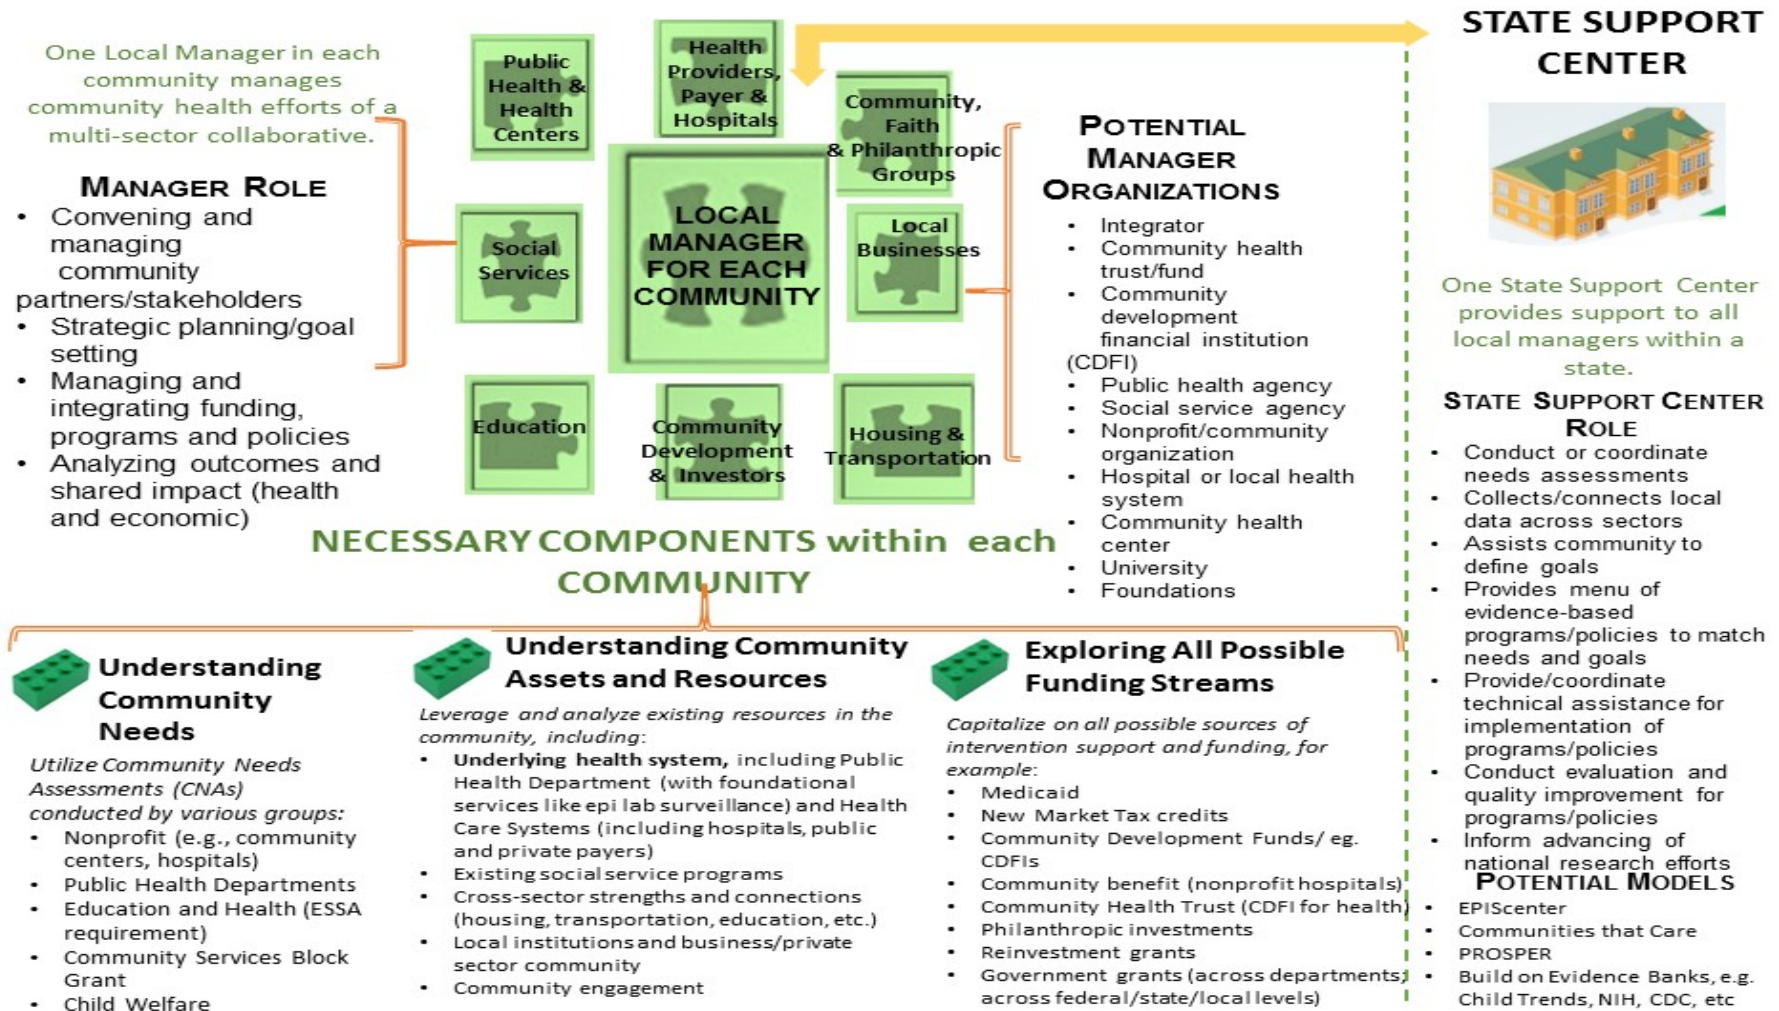 One Local Manager in each
community manages
community health efforts of a
multi-sector collaborative.
MANAGER ROLE
• Convening and
managing
community
partners/stakeholders
• Strategic planning/goal
setting
• Managing and
integrating funding,
programs and policies
• Analyzing outcomes and
shared impact (health
and economic)
Public
Health &
Health
Centers
Health
Providers,
Payer &
Hospitals
Community,
Faith
& Philanthropic
Groups
Social
Services
LOCAL
MANAGER
FOR EACH
COMMUNITY
Local
Businesses
Education
Community
Development
& Investors
Housing &
Transportation
POTENTIAL
MANAGER
ORGANIZATIONS
• Integrator
• Community health
trust/fund
• Community
development
financial institution
(CDFI)
• Public health agency
• Social service agency
• Nonprofit/community
organization
• Hospital or local health
system
• Community health
center
• University
• Foundations
NECESSARY COMPONENTS within each
COMMUNITY
Understanding
Community
Needs
Utilize Community Needs
Assessments (CNAs)
conducted by various groups:
• Nonprofit (e.g., community
centers, hospitals)
• Public Health Departments
• Education and Health (ESSA
requirement)
• Community Services Block
Grant
• Child Welfare
Understanding Community
Assets and Resources
Leverage and analyze existing resources in the
community, including:
• Underlying health system, including Public
Health Department (with foundational
services like epi lab surveillance) and Health
Care Systems (including hospitals, public
and private payers)
• Existing social service programs
• Cross-sector strengths and connections
(housing, transportation, education, etc.)
• Local institutions and business/private
sector community
• Community engagement
Exploring All Possible
Funding Streams
Capitalize on all possible sources of
intervention support and funding, for
example:
• Medicaid
• New Market Tax credits
• Community Development Funds/ eg.
CDFIs
• Community benefit (nonprofit hospitals)
• Community Health Trust (CDFI for health)
• Philanthropic investments
• Reinvestment grants
• Government grants (across departments;
across federal/state/local levels)
STATE SUPPORT
CENTER
One State Support Center
provides support to all
local managers within a
state.
STATE SUPPORT CENTER
ROLE
• Conduct or coordinate
needs assessments
• Collects/connects local
data across sectors
• Assists community to
define goals
• Provides menu of
evidence-based
programs/policies to match
needs and goals
• Provide/coordinate
technical assistance for
implementation of
programs/policies
• Conduct evaluation and
quality improvement for
programs/policies
• Inform advancing of
national research efforts
POTENTIAL MODELS
• EPIScenter
• Communities that Care
• PROSPER
• Build on Evidence Banks, e.g.
Child Trends, NIH, CDC, etc